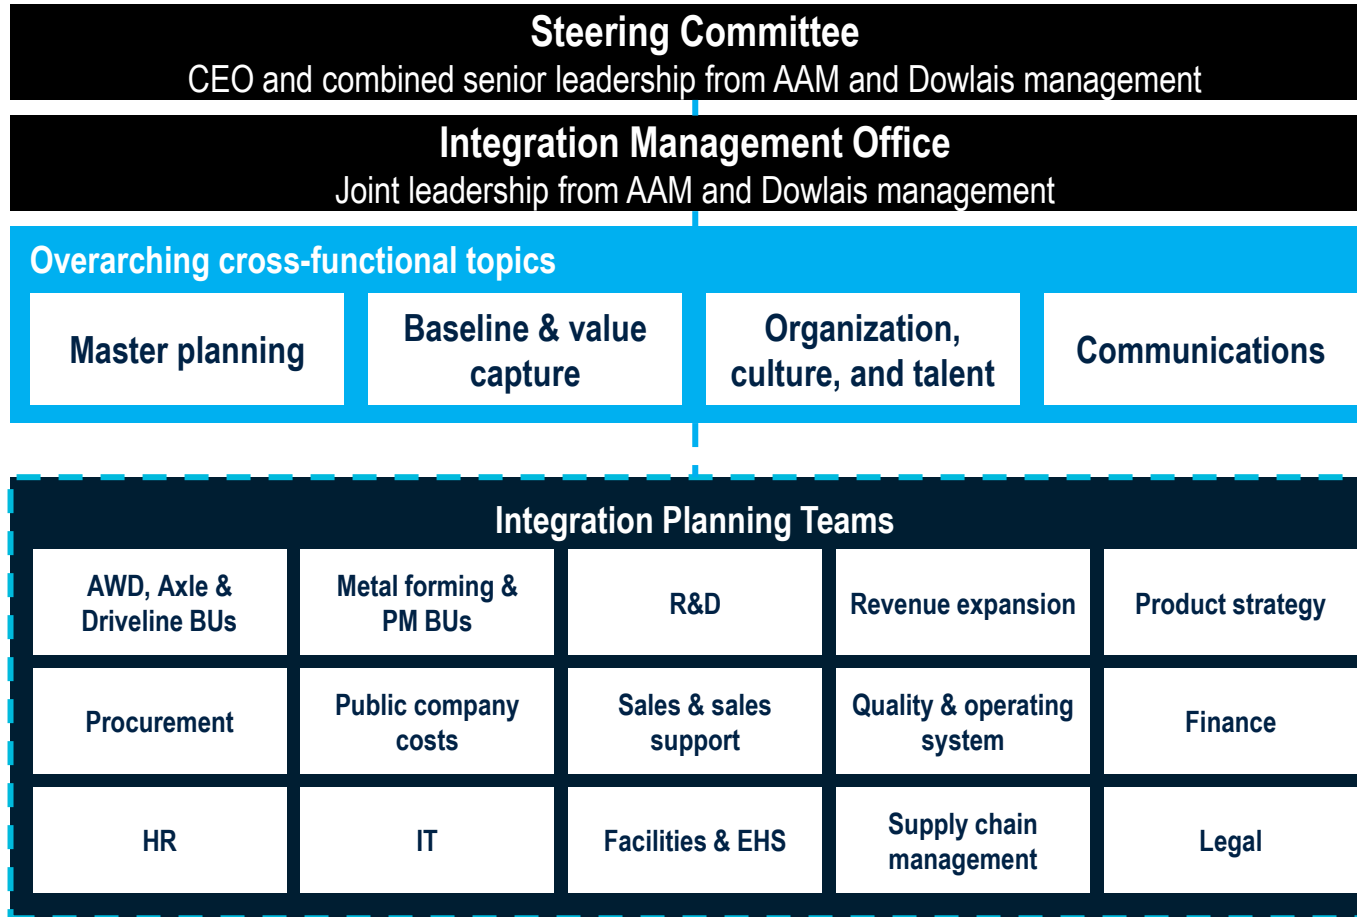 Steering Committee
CEO and combined senior leadership from AAM and Dowlais management
Integration Management Office
Joint leadership from AAM and Dowlais management
Overarching cross-functional topics
Master planning
Baseline & value
capture
Organization,
culture, and talent
Communications
Integration Planning Teams
AWD, Axle &
Driveline BUs
Metal forming &
PM BUs
R&D
Revenue expansion
Product strategy
Procurement
Public company
costs
Sales & sales
support
Quality & operating
system
Finance
HR
IT
Facilities & EHS
Supply chain
management
Legal